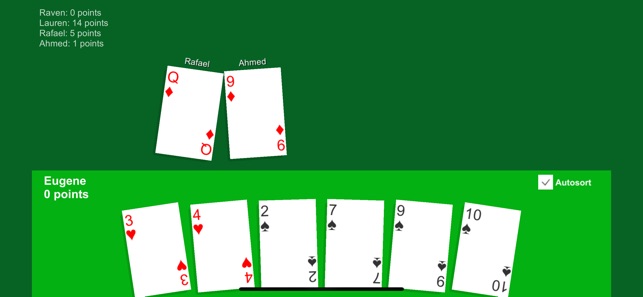 Raven: 0 points
Lauren: 14 points
Rafael: 5 points
Ahmed: 1 points
Rafael
Ahmed
Q
Q
9
9
Eugene
0 points
Autosort
3
3
4
4
2
2
7
7
9
9
10
10